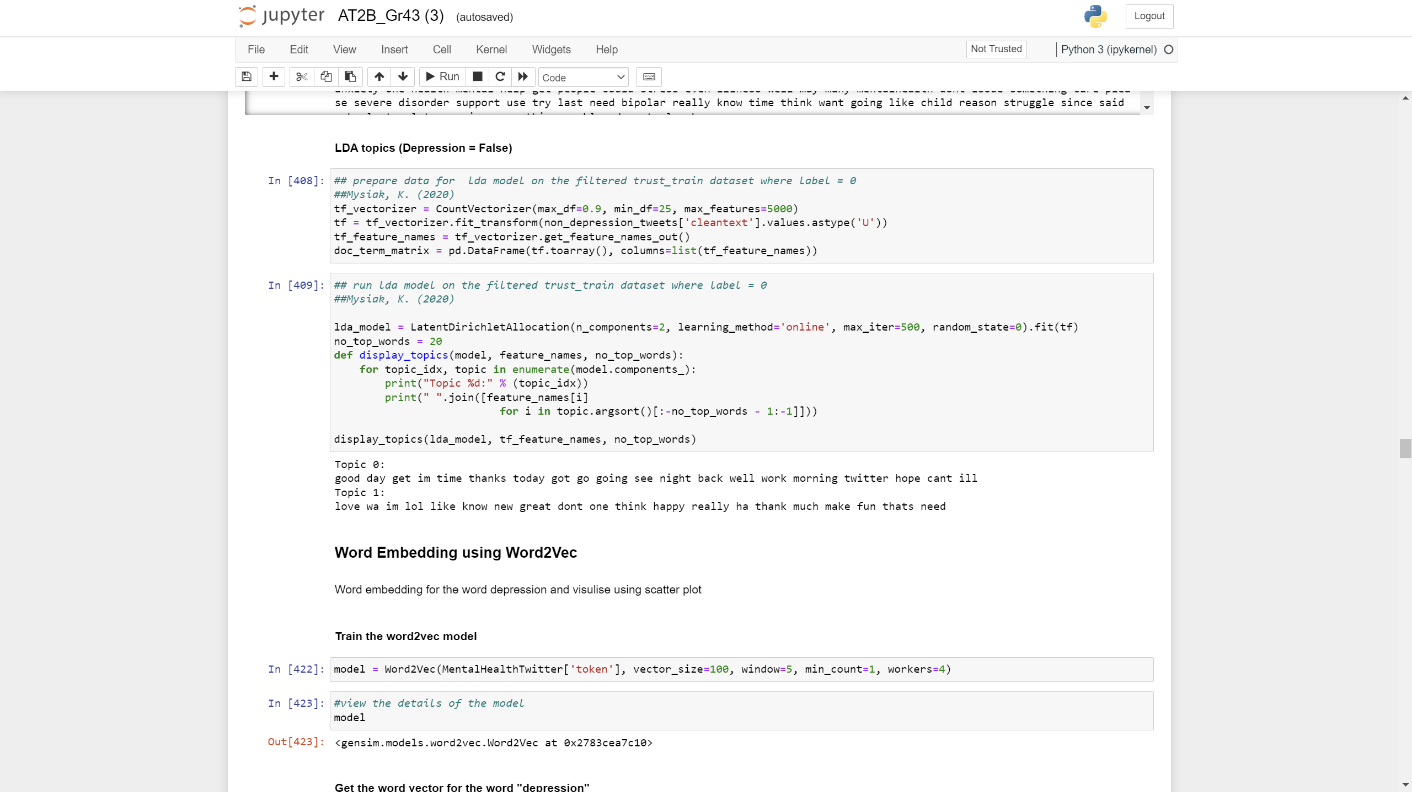 jupyter AT2B_Gr43 (3) (autosaved)
Logout
File Edit View Insert Cell Kernel Widgets Help
Not Trusted
Python 3 (ipykernel)
Run
Code
se severe disorder support use try last need bipolar really know time think want going like child reason struggle since said
LDA topics (Depression = False)
In [408]:
## prepare data for  lda model on the filtered trust_train dataset where label = 0
##Mysiak, K. (2020)
tf_vectorizer = CountVectorizer(max_df=0.9, min_df=25, max_features=5000)
tf = tf_vectorizer.fit_transform(non_depression_tweets['cleantext'].values.astype('U'))
tf_feature_names = tf_vectorizer.get_feature_names_out()
doc_term_matrix = pd.DataFrame(tf.toarray(), columns=list(tf_feature_names))
In [409]:
## run lda model on the filtered trust_train dataset where label = 0
##Mysiak, K. (2020)
lda_model = LatentDirichletAllocation(n_components=2, learning_method='online', max_iter=500, random_state=0).fit(tf)
no_top_words = 20
def display_topics(model, feature_names, no_top_words):
    for topic_idx, topic in enumerate(model.components_):
        print("Topic %d:" % (topic_idx))
        print(" ".join([feature_names[i]
                          for i in topic.argsort()[:-no_top_words - 1:-1]]))
display_topics(lda_model, tf_feature_names, no_top_words)
Topic 0:
good day get im time thanks today got go going see night back well work morning twitter hope cant ill
Topic 1:
love wa im lol like know new great dont one think happy really ha thank much make fun thats need
Word Embedding using Word2Vec
Word embedding for the word depression and visulise using scatter plot
Train the word2vec model
In [422]:
model = Word2Vec(MentalHealthTwitter['token'], vector_size=100, window=5, min_count=1, workers=4)
In [423]:
#view the details of the model
model
Out[423]:
<gensim.models.word2vec.Word2Vec at 0x2783cea7c10>
Get the word vector for the word "depression"